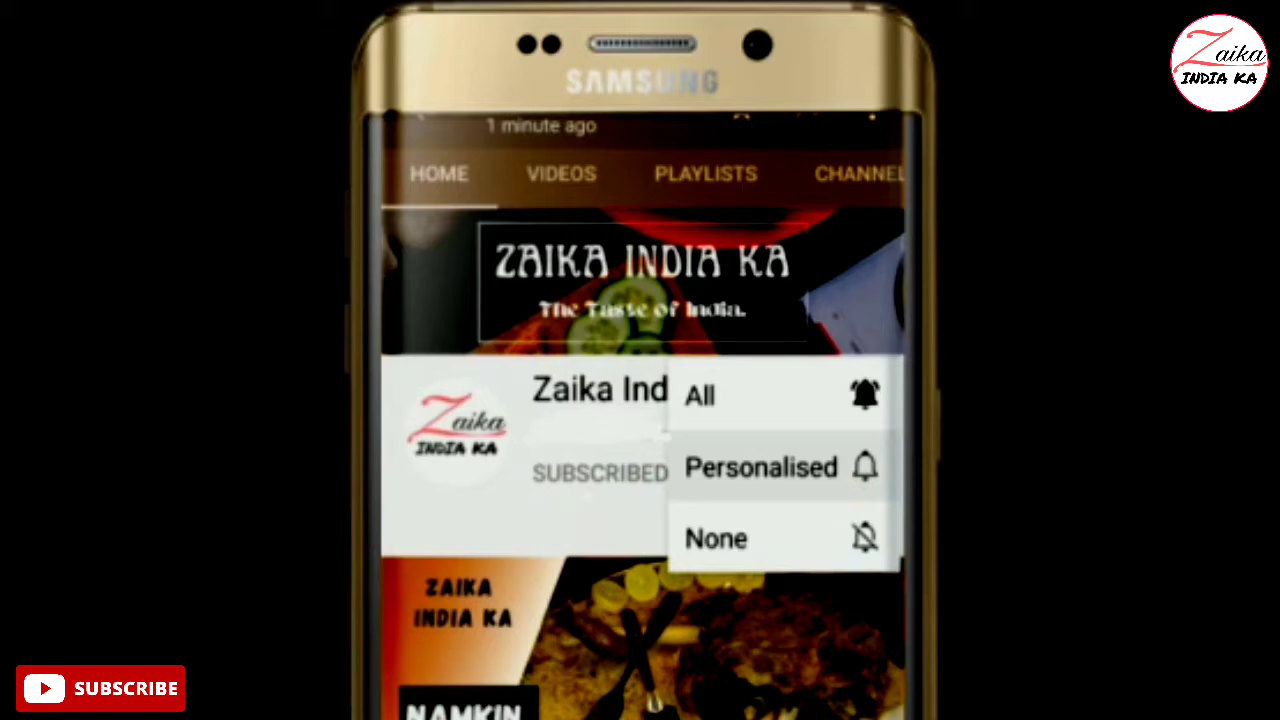 Zaika
INDIA KA
SAMSUNG
1 minute ago
HOME VIDEOS PLAYLISTS CHANNEL
ZAIKA INDIA KA
The Taste of India.
Zaika Ind
All
Zaika
INDIA KA
Personalised
SUBSCRIBED
None
ZAIKA
INDIA KA
NAMKIN
SUBSCRIBE